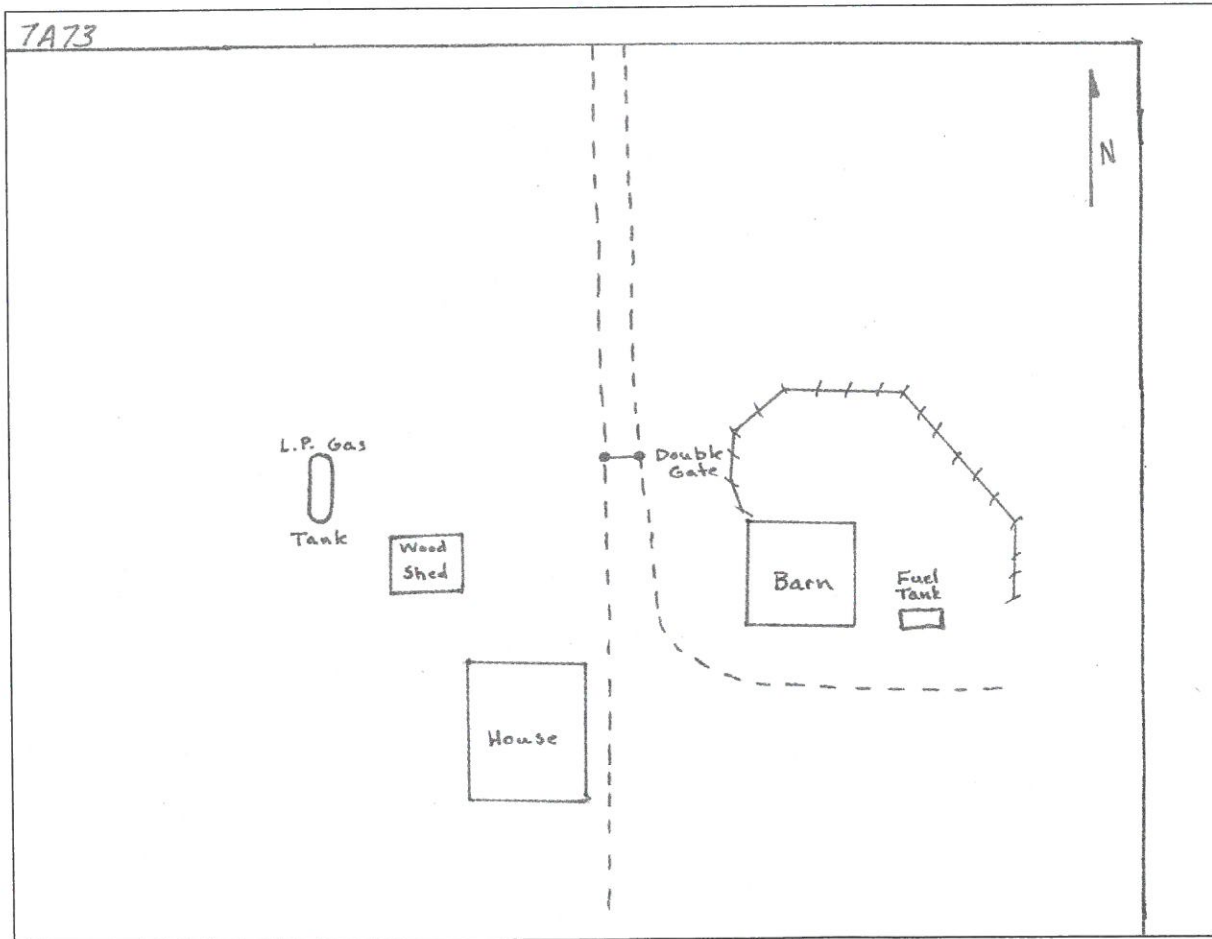 7A73
N
L.P. Gas
Tank
Double
Gate
Wood
Shed
Barn
Fuel
Tank
House